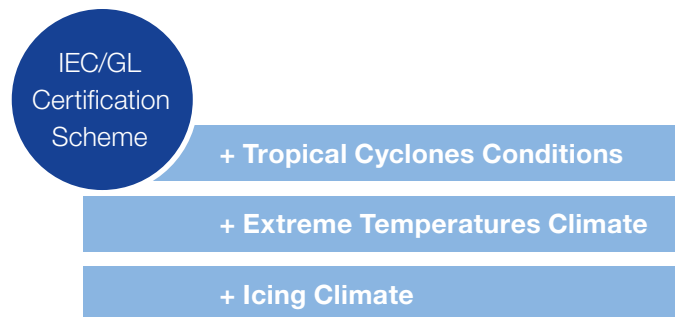 IEC/GL
Certification
Scheme
+ Tropical Cyclones Conditions
+ Extreme Temperatures Climate
+ Icing Climate